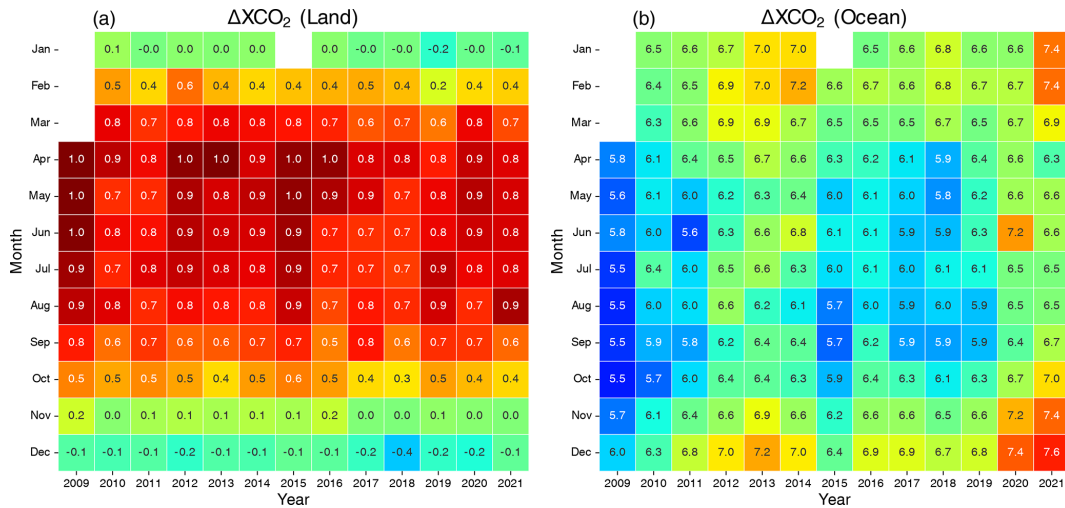 (a) ΔXCO₂ (Land)
Jan 0.1 -0.0 0.0 0.0 0.0 -0.0 -0.0 -0.2 -0.0 -0.1
Feb 0.5 0.4 0.6 0.4 0.4 0.4 0.4 0.5 0.4 0.2 0.4 0.4
Mar 0.8 0.7 0.8 0.8 0.8 0.8 0.7 0.6 0.7 0.6 0.8 0.7
Apr 1.0 0.9 0.8 1.0 1.0 0.9 1.0 1.0 0.8 0.8 0.8 0.9 0.8
May 1.0 0.7 0.7 0.9 0.8 0.9 1.0 0.9 0.9 0.7 0.8 0.9 0.8
Jun 1.0 0.8 0.8 0.9 0.9 0.9 0.9 0.7 0.7 0.7 0.8 0.9 0.8
Jul 0.9 0.7 0.8 0.9 0.8 0.8 0.9 0.7 0.7 0.7 0.9 0.8 0.8
Aug 0.9 0.8 0.7 0.8 0.8 0.8 0.9 0.7 0.8 0.7 0.9 0.7 0.9
Sep 0.8 0.6 0.7 0.6 0.6 0.7 0.7 0.5 0.8 0.6 0.7 0.7 0.6
Oct 0.5 0.5 0.5 0.5 0.4 0.5 0.6 0.5 0.4 0.3 0.5 0.4 0.4
Nov 0.2 0.0 0.1 0.1 0.1 0.1 0.1 0.2 0.0 0.0 0.1 0.0 0.0
Dec -0.1 -0.1 -0.1 -0.2 -0.1 -0.1 -0.1 -0.1 -0.1 -0.4 -0.2 -0.2 -0.1
2009 2010 2011 2012 2013 2014 2015 2016 2017 2018 2019 2020 2021
Year
Month
(b) ΔXCO₂ (Ocean)
Jan 6.5 6.6 6.7 7.0 7.0 6.5 6.6 6.8 6.6 6.6 7.4
Feb 6.4 6.5 6.9 7.0 7.2 6.6 6.7 6.6 6.8 6.7 6.7 7.4
Mar 6.3 6.6 6.9 6.9 6.7 6.5 6.5 6.5 6.7 6.5 6.7 6.9
Apr 5.8 6.1 6.4 6.5 6.7 6.6 6.3 6.2 6.1 5.9 6.4 6.6 6.3
May 5.6 6.1 6.0 6.2 6.3 6.4 6.0 6.1 6.0 5.8 6.2 6.6 6.6
Jun 5.8 6.0 5.6 6.3 6.6 6.8 6.1 6.1 5.9 5.9 6.3 7.2 6.6
Jul 5.5 6.4 6.0 6.5 6.6 6.3 6.0 6.1 6.0 6.1 6.1 6.5 6.5
Aug 5.5 6.0 6.0 6.6 6.2 6.1 5.7 6.0 5.9 6.0 5.9 6.5 6.5
Sep 5.5 5.9 5.8 6.2 6.4 6.4 5.7 6.2 5.9 5.9 5.9 6.4 6.7
Oct 5.5 5.7 6.0 6.4 6.4 6.3 5.9 6.4 6.3 6.1 6.3 6.7 7.0
Nov 5.7 6.1 6.4 6.6 6.9 6.6 6.2 6.6 6.6 6.5 6.6 7.2 7.4
Dec 6.0 6.3 6.8 7.0 7.2 7.0 6.4 6.9 6.9 6.7 6.8 7.4 7.6
2009 2010 2011 2012 2013 2014 2015 2016 2017 2018 2019 2020 2021
Year
Month